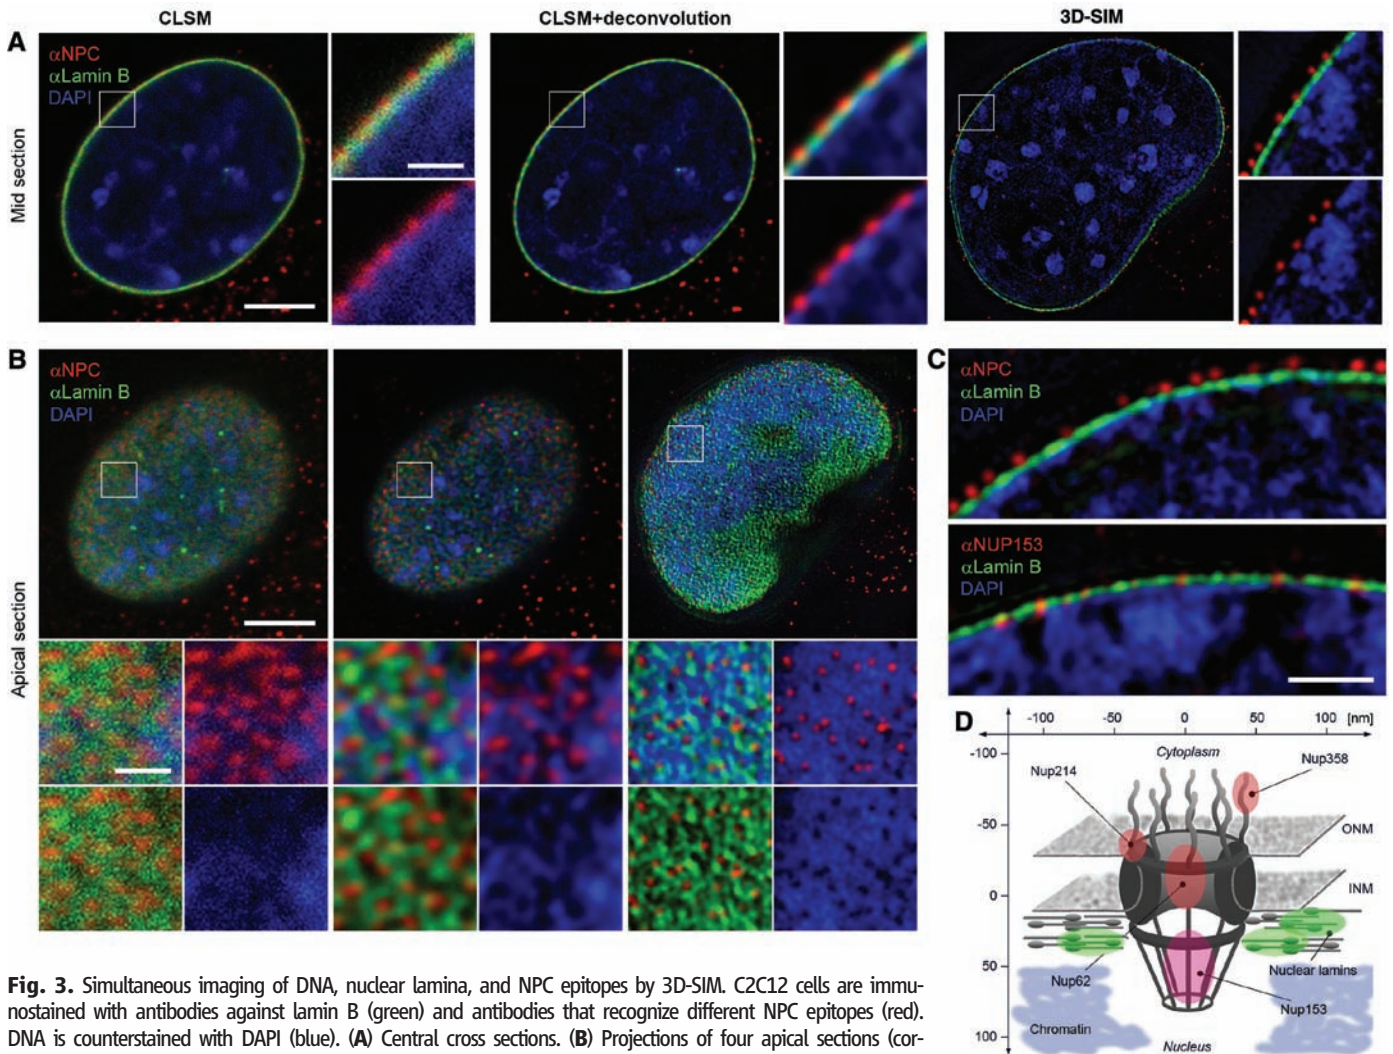 CLSM
CLSM+deconvolution
3D-SIM
A
αNPC
αLamin B
DAPI
Mid section
B
αNPC
αLamin B
DAPI
Apical section
C
αNPC
αLamin B
DAPI
αNUP153
αLamin B
DAPI
D
-100 -50 0 50 100 [nm]
-100
Cytoplasm
Nup358
Nup214
-50
ONM
0
INM
50
Nup62
Nuclear lamins
Nup153
Chromatin
100
Nucleus
Fig. 3. Simultaneous imaging of DNA, nuclear lamina, and NPC epitopes by 3D-SIM. C2C12 cells are immu-
nostained with antibodies against lamin B (green) and antibodies that recognize different NPC epitopes (red).
DNA is counterstained with DAPI (blue). (A) Central cross sections. (B) Projections of four apical sections (cor-